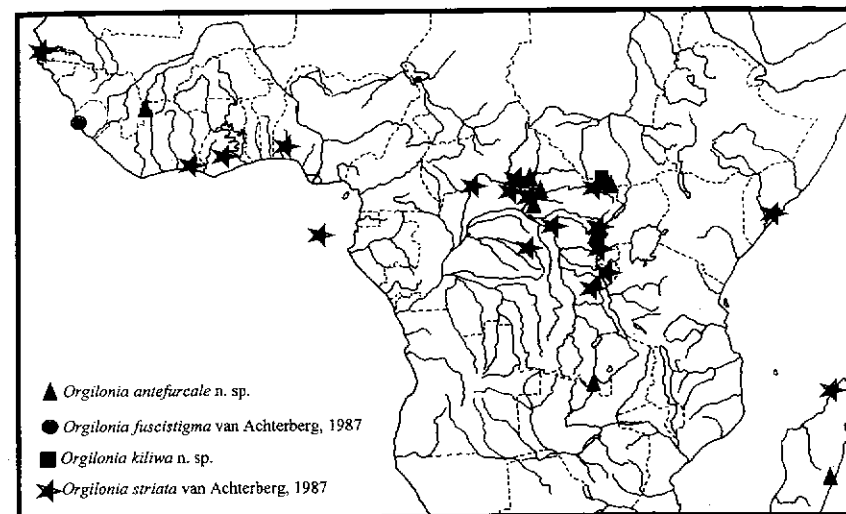 Orgilonia antefurcale n. sp.
Orgilonia fuscistigma van Achterberg, 1987
Orgilonia kiliwa n. sp.
Orgilonia striata van Achterberg, 1987